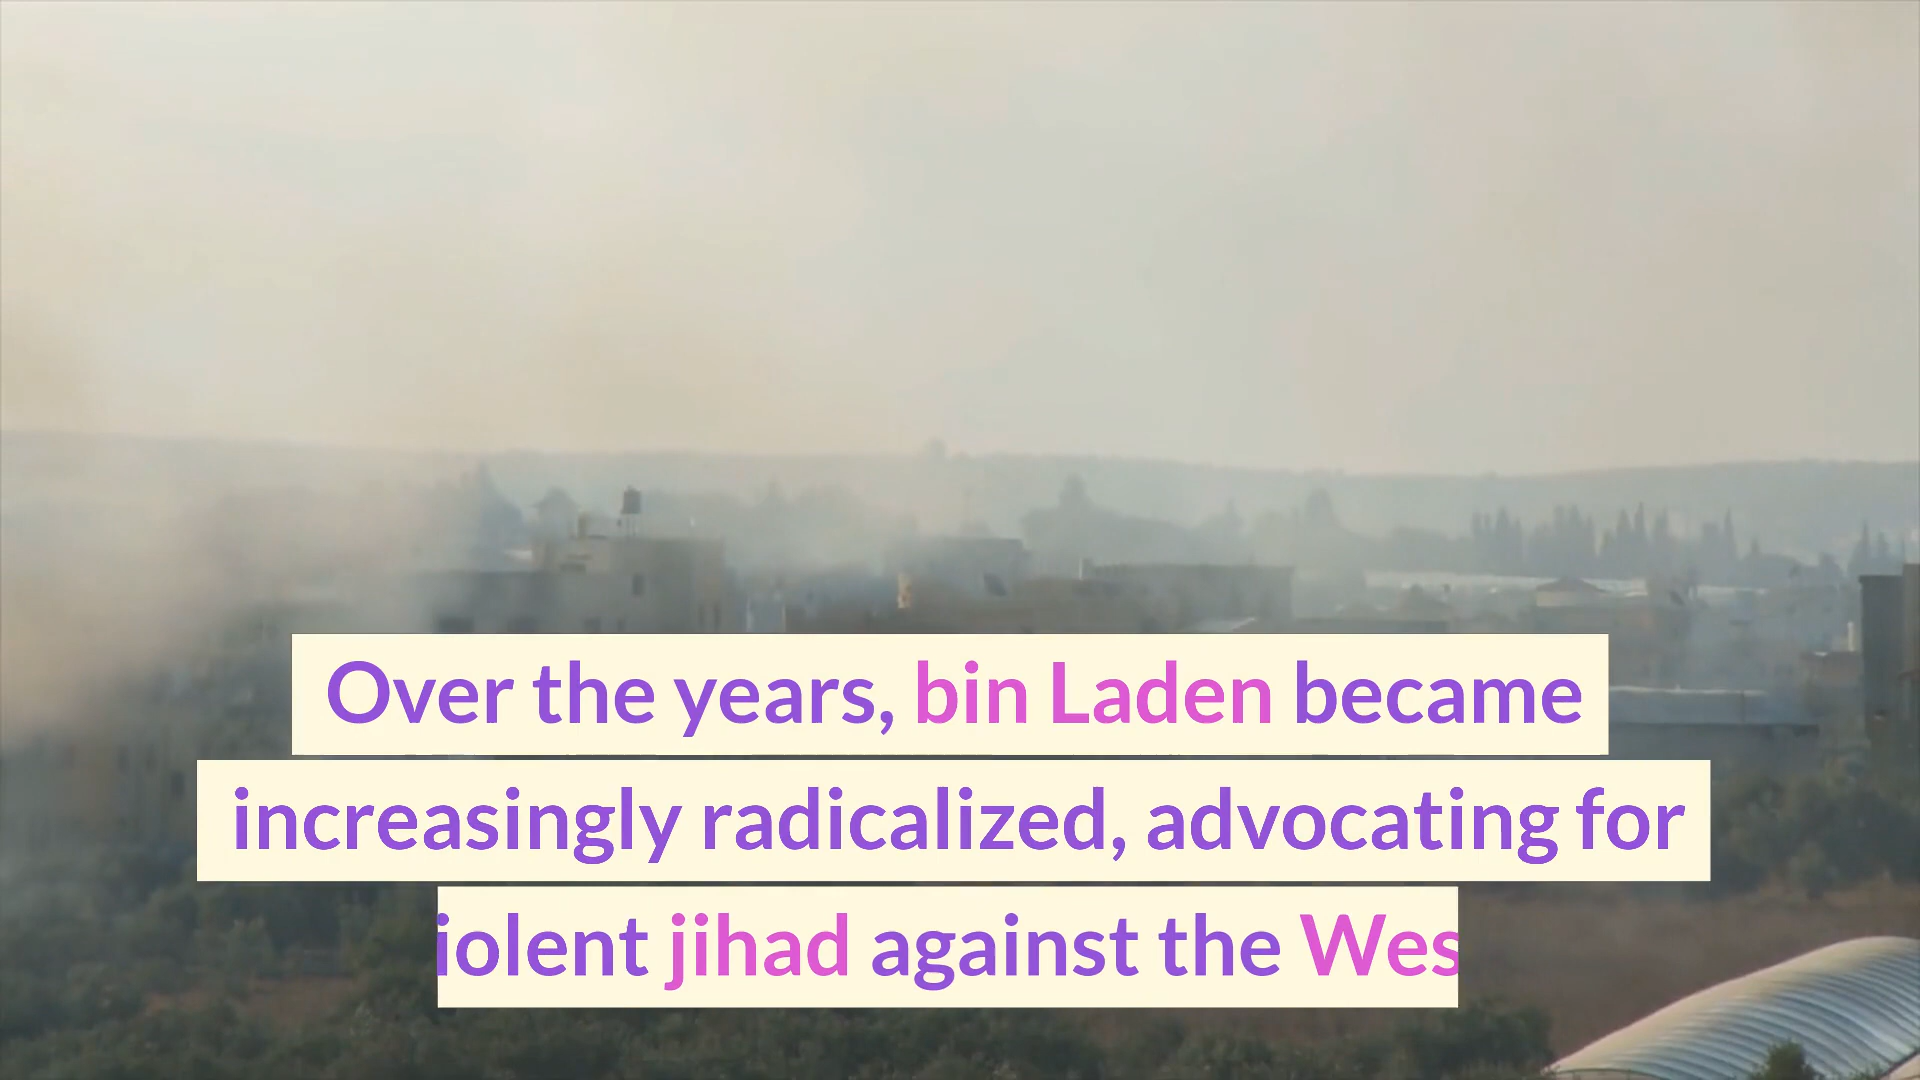 Over the years, bin Laden became
increasingly radicalized, advocating for
iolent jihad against the Wes